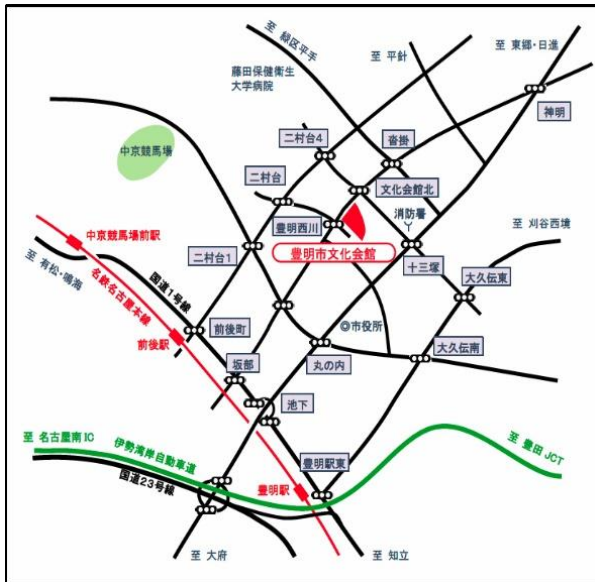 至 緑区平手
至 平針
至 東郷・日進
藤田保健衛生
大学病院
神明
二村台4
沓掛
中京競馬場
二村台
文化会館北
消防署
豊明西川
至 刈谷西境
中京競馬場前駅
二村台1
豊明市文化会館
十三塚
至 有松・鳴海
国道1号線
名鉄名古屋本線
大久伝東
前後町
◎市役所
前後駅
丸の内
大久伝南
坂部
池下
至 名古屋南IC
伊勢湾岸自動車道
至 豊田JCT
国道23号線
豊明駅東
豊明駅
至 大府
至 知立